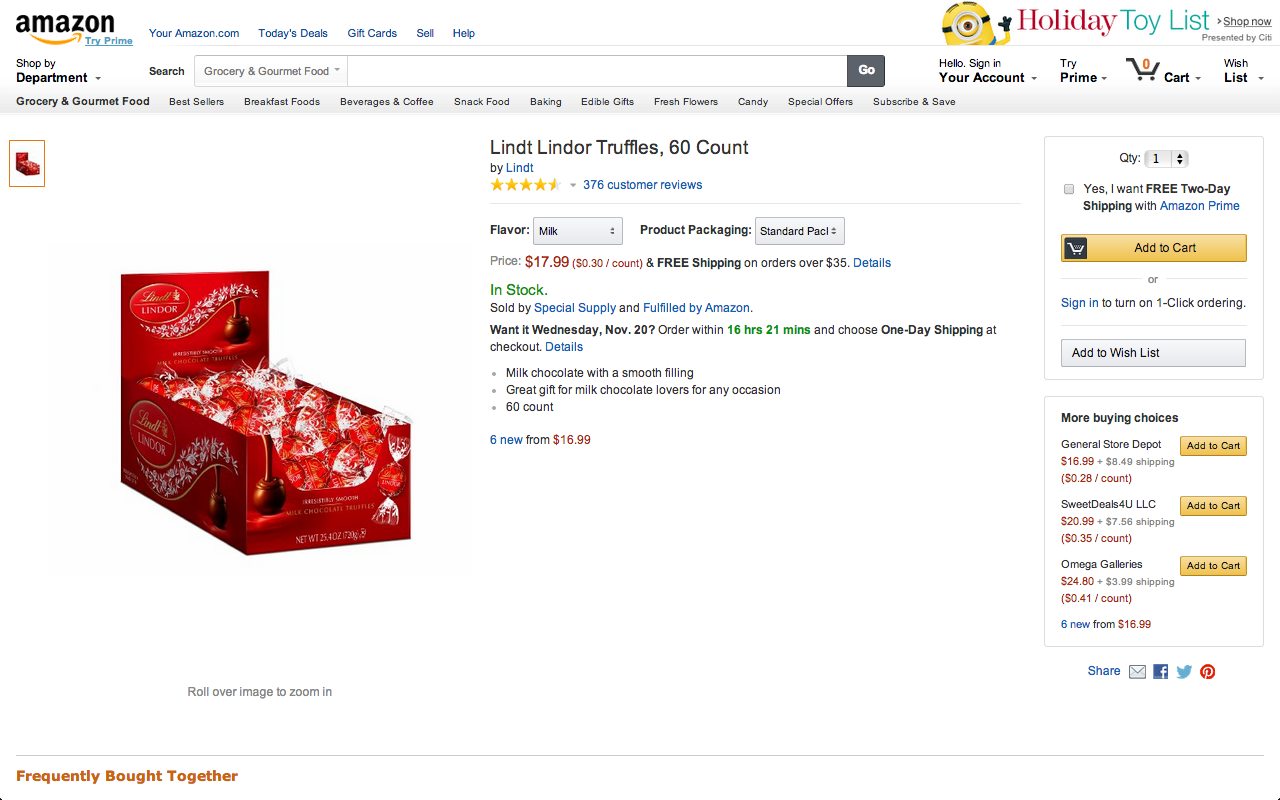 amazon
Try Prime
Your Amazon.com
Today's Deals
Gift Cards
Sell
Help
Holiday Toy List
Shop now
Presented by Citi
Shop by
Department
Search
Grocery & Gourmet Food
Go
Hello. Sign in
Your Account
Try
Prime
0
Cart
Wish
List
Grocery & Gourmet Food
Best Sellers
Breakfast Foods
Beverages & Coffee
Snack Food
Baking
Edible Gifts
Fresh Flowers
Candy
Special Offers
Subscribe & Save
Lindt
LINDOR
IRRESISTIBLY SMOOTH
MILK CHOCOLATE TRUFFLES
Lindt
LINDOR
IRRESISTIBLY SMOOTH
MILK CHOCOLATE TRUFFLES
NET WT 25.4 OZ (720g)
Roll over image to zoom in
Lindt Lindor Truffles, 60 Count
by Lindt
376 customer reviews
Flavor: Milk
Product Packaging: Standard Pacl
Price: $17.99 ($0.30 / count) & FREE Shipping on orders over $35. Details
In Stock.
Sold by Special Supply and Fulfilled by Amazon.
Want it Wednesday, Nov. 20? Order within 16 hrs 21 mins and choose One-Day Shipping at
checkout. Details
Milk chocolate with a smooth filling
Great gift for milk chocolate lovers for any occasion
60 count
6 new from $16.99
Qty: 1
Yes, I want FREE Two-Day
Shipping with Amazon Prime
Add to Cart
or
Sign in to turn on 1-Click ordering.
Add to Wish List
More buying choices
General Store Depot
Add to Cart
$16.99 + $8.49 shipping
($0.28 / count)
SweetDeals4U LLC
Add to Cart
$20.99 + $7.56 shipping
($0.35 / count)
Omega Galleries
Add to Cart
$24.80 + $3.99 shipping
($0.41 / count)
6 new from $16.99
Share
Frequently Bought Together